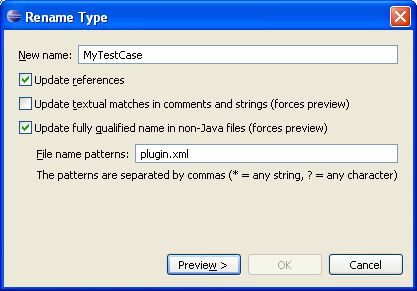 Rename Type
New name: MyTestCase
Update references
Update textual matches in comments and strings (forces preview)
Update fully qualified name in non-Java files (forces preview)
File name patterns: plugin.xml
The patterns are separated by commas (* = any string, ? = any character)
Preview > OK Cancel